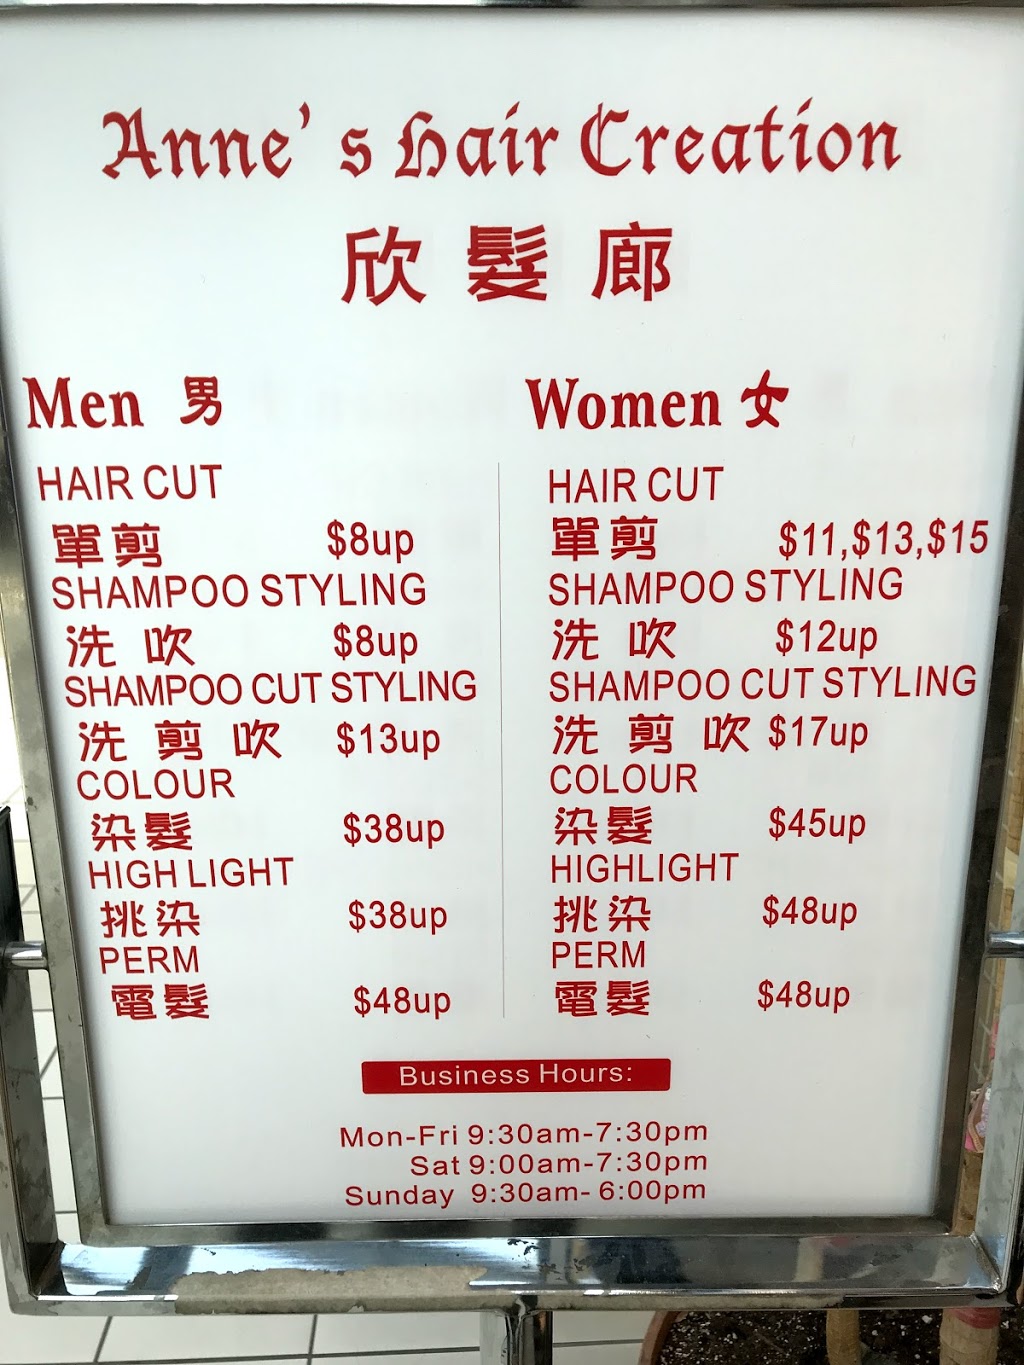 Anne's Hair Creation
欣髮廊
Men 男
HAIR CUT
單剪 $8up
SHAMPOO STYLING
洗 吹 $8up
SHAMPOO CUT STYLING
洗 剪 吹 $13up
COLOUR
染髮 $38up
HIGH LIGHT
挑染 $38up
PERM
電髮 $48up
Women 女
HAIR CUT
單剪 $11,$13,$15
SHAMPOO STYLING
洗 吹 $12up
SHAMPOO CUT STYLING
洗 剪 吹 $17up
COLOUR
染髮 $45up
HIGHLIGHT
挑染 $48up
PERM
電髮 $48up
Business Hours:
Mon-Fri 9:30am-7:30pm
Sat 9:00am-7:30pm
Sunday 9:30am- 6:00pm